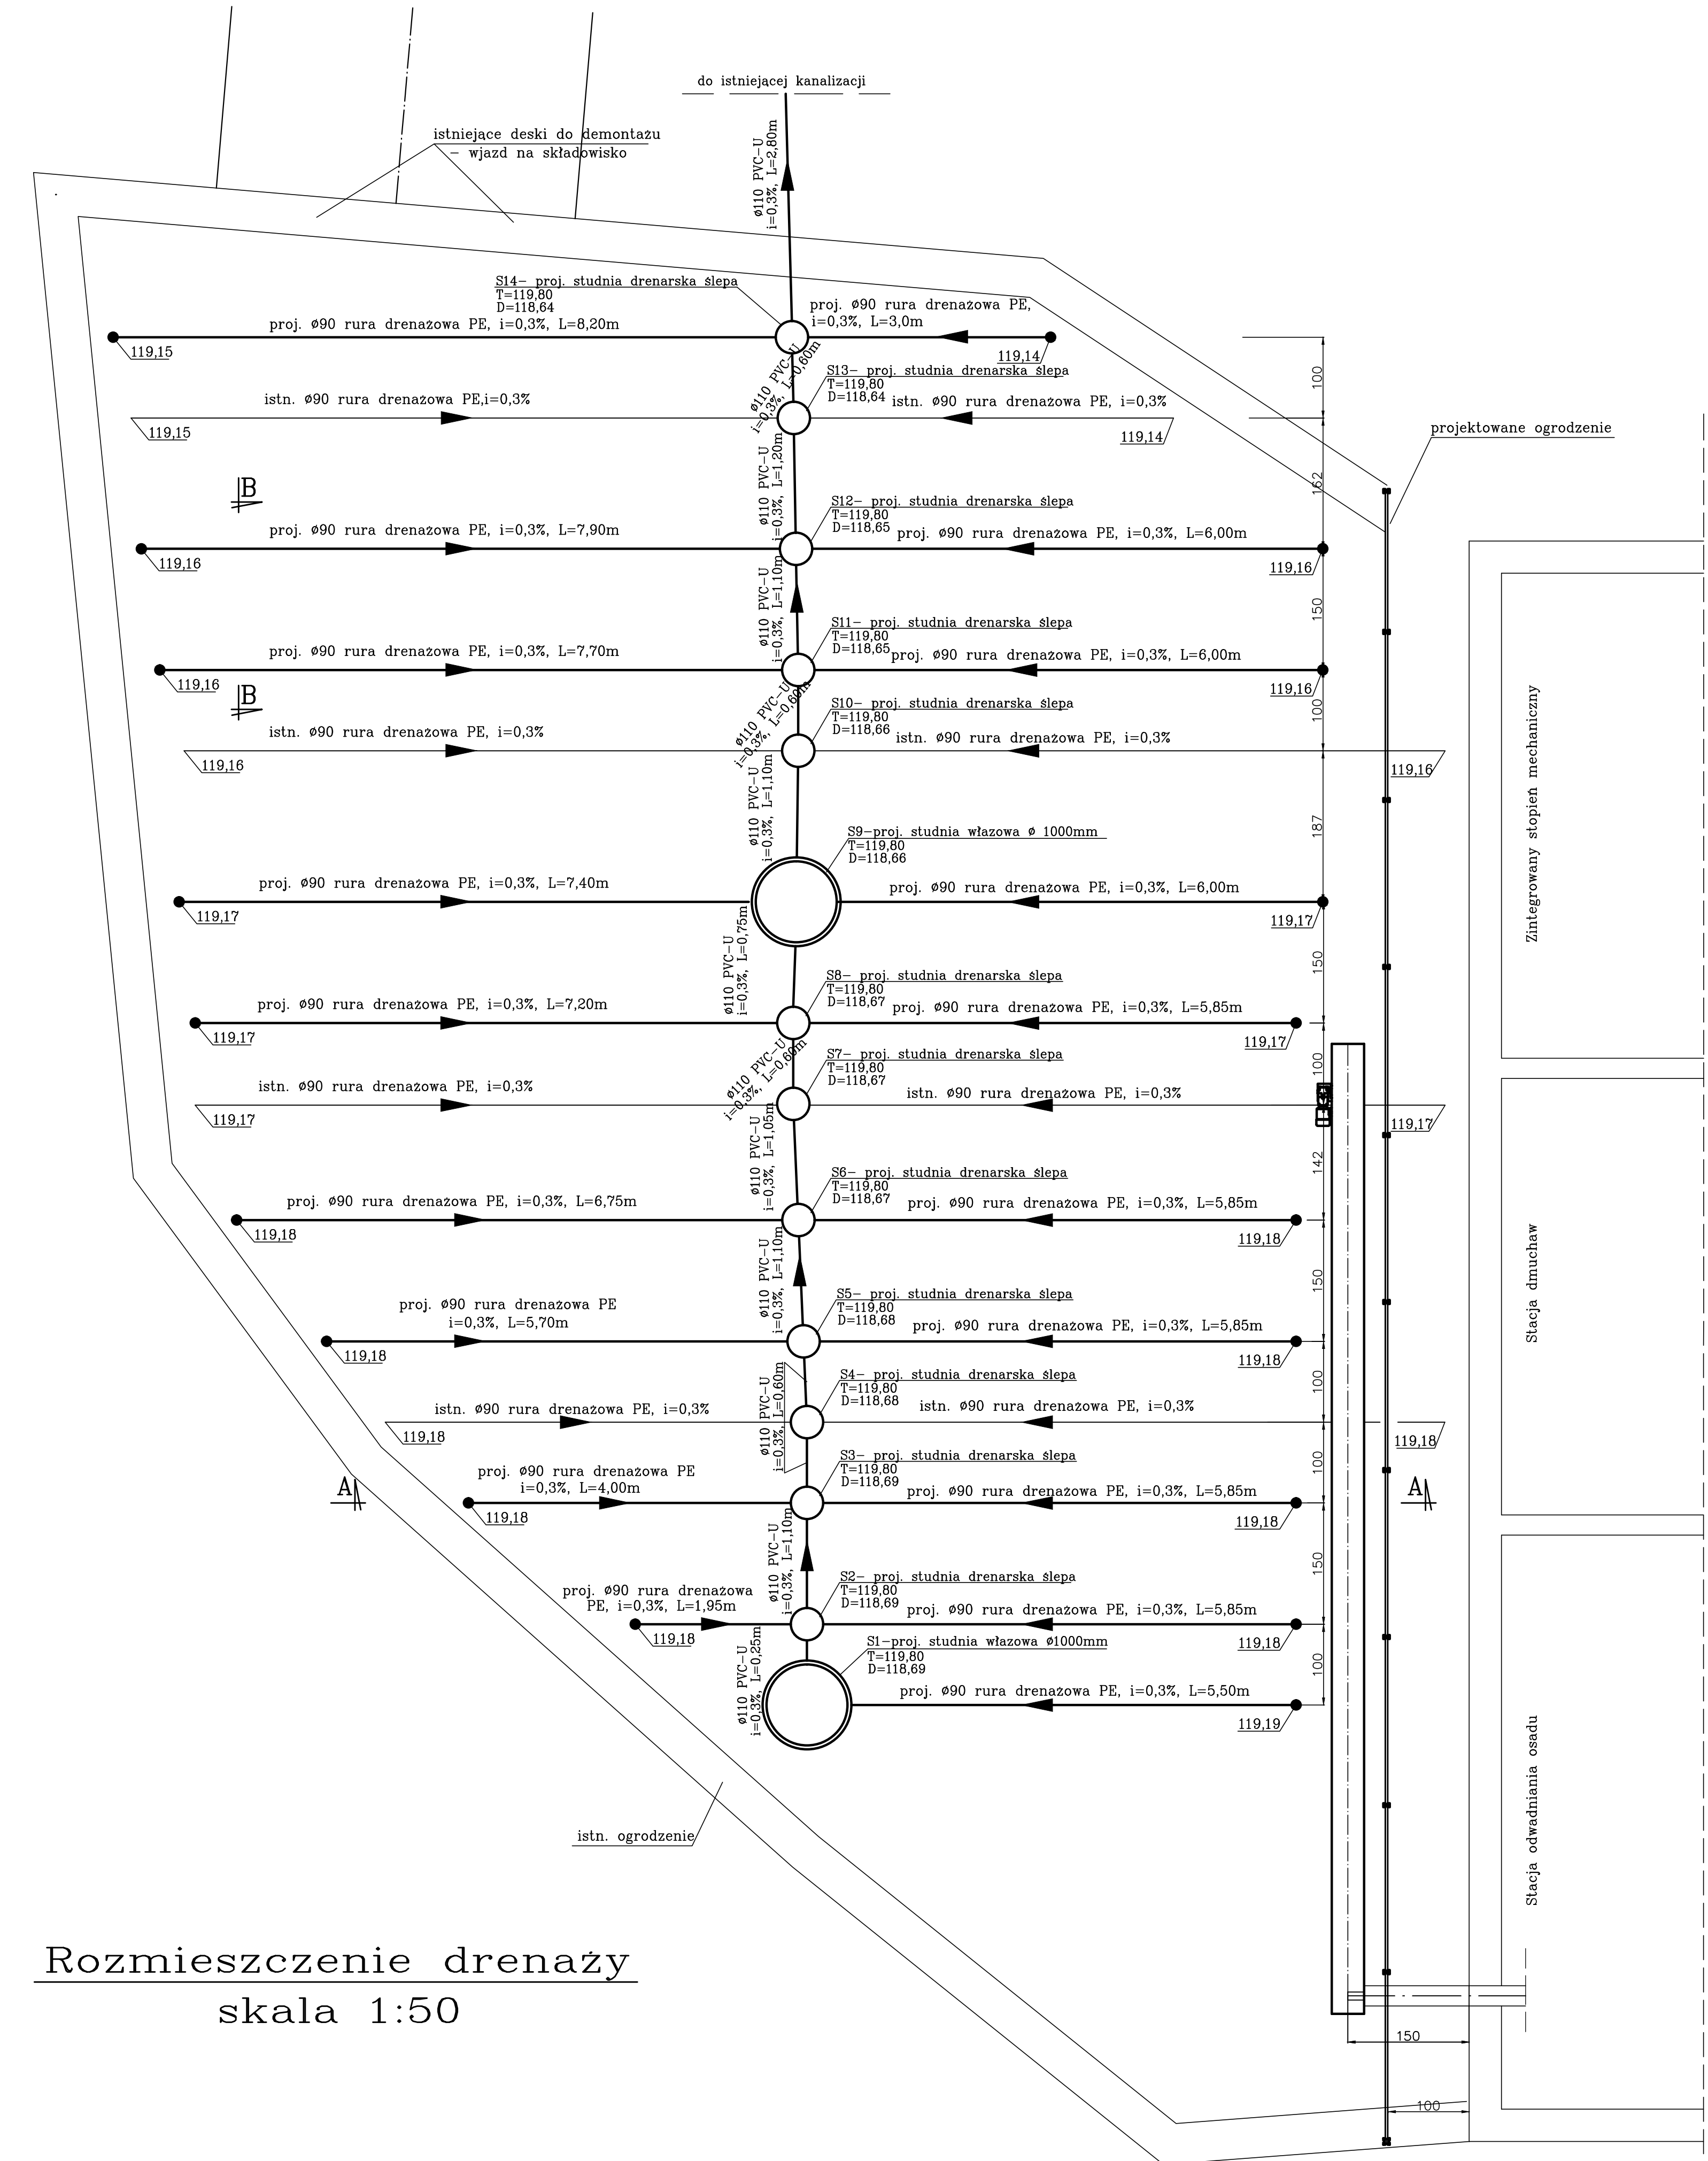 do istniejącej kanalizacji
istniejące deski do demontażu
– wjazd na składowisko
ø110 PVC–U
i=0,3%, L=2,80m
S14– proj. studnia drenarska ślepa
T=119,80
D=118,64
proj. ø90 rura drenażowa PE, i=0,3%, L=8,20m
119,15
proj. ø90 rura drenażowa PE,
i=0,3%, L=3,0m
119,14
ø110 PVC–U
i=0,3%, L=0,60m
S13– proj. studnia drenarska ślepa
T=119,80
D=118,64
istn. ø90 rura drenażowa PE,i=0,3%
119,15
istn. ø90 rura drenażowa PE, i=0,3%
119,14
100
projektowane ogrodzenie
ø110 PVC–U
i=0,3%, L=1,20m
162
B
S12– proj. studnia drenarska ślepa
T=119,80
D=118,65
proj. ø90 rura drenażowa PE, i=0,3%, L=7,90m
119,16
proj. ø90 rura drenażowa PE, i=0,3%, L=6,00m
119,16
ø110 PVC–U
i=0,3%, L=1,10m
150
S11– proj. studnia drenarska ślepa
T=119,80
D=118,65
proj. ø90 rura drenażowa PE, i=0,3%, L=7,70m
119,16
proj. ø90 rura drenażowa PE, i=0,3%, L=6,00m
119,16
B
ø110 PVC–U
i=0,3%, L=0,60m
100
S10– proj. studnia drenarska ślepa
T=119,80
D=118,66
istn. ø90 rura drenażowa PE, i=0,3%
119,16
istn. ø90 rura drenażowa PE, i=0,3%
119,16
ø110 PVC–U
i=0,3%, L=1,10m
187
Zintegrowany stopień mechaniczny
S9–proj. studnia włazowa ø 1000mm
T=119,80
D=118,66
proj. ø90 rura drenażowa PE, i=0,3%, L=7,40m
119,17
proj. ø90 rura drenażowa PE, i=0,3%, L=6,00m
119,17
ø110 PVC–U
i=0,3%, L=0,75m
150
S8– proj. studnia drenarska ślepa
T=119,80
D=118,67
proj. ø90 rura drenażowa PE, i=0,3%, L=7,20m
119,17
proj. ø90 rura drenażowa PE, i=0,3%, L=5,85m
119,17
ø110 PVC–U
i=0,3%, L=0,60m
100
S7– proj. studnia drenarska ślepa
T=119,80
D=118,67
istn. ø90 rura drenażowa PE, i=0,3%
119,17
istn. ø90 rura drenażowa PE, i=0,3%
119,17
ø110 PVC–U
i=0,3%, L=1,05m
142
S6– proj. studnia drenarska ślepa
T=119,80
D=118,67
proj. ø90 rura drenażowa PE, i=0,3%, L=6,75m
119,18
proj. ø90 rura drenażowa PE, i=0,3%, L=5,85m
119,18
ø110 PVC–U
i=0,3%, L=1,10m
150
Stacja dmuchaw
S5– proj. studnia drenarska ślepa
T=119,80
D=118,68
proj. ø90 rura drenażowa PE
i=0,3%, L=5,70m
119,18
proj. ø90 rura drenażowa PE, i=0,3%, L=5,85m
119,18
ø110 PVC–U
i=0,3%, L=0,60m
100
S4– proj. studnia drenarska ślepa
T=119,80
D=118,68
istn. ø90 rura drenażowa PE, i=0,3%
119,18
istn. ø90 rura drenażowa PE, i=0,3%
119,18
100
S3– proj. studnia drenarska ślepa
T=119,80
D=118,69
A
proj. ø90 rura drenażowa PE
i=0,3%, L=4,00m
119,18
proj. ø90 rura drenażowa PE, i=0,3%, L=5,85m
119,18
A
ø110 PVC–U
i=0,3%, L=1,10m
150
S2– proj. studnia drenarska ślepa
T=119,80
D=118,69
proj. ø90 rura drenażowa
PE, i=0,3%, L=1,95m
119,18
proj. ø90 rura drenażowa PE, i=0,3%, L=5,85m
119,18
ø110 PVC–U
i=0,3%, L=0,25m
100
S1–proj. studnia włazowa ø1000mm
T=119,80
D=118,69
proj. ø90 rura drenażowa PE, i=0,3%, L=5,50m
119,19
Stacja odwadniania osadu
istn. ogrodzenie
Rozmieszczenie drenaży
skala 1:50
150
100